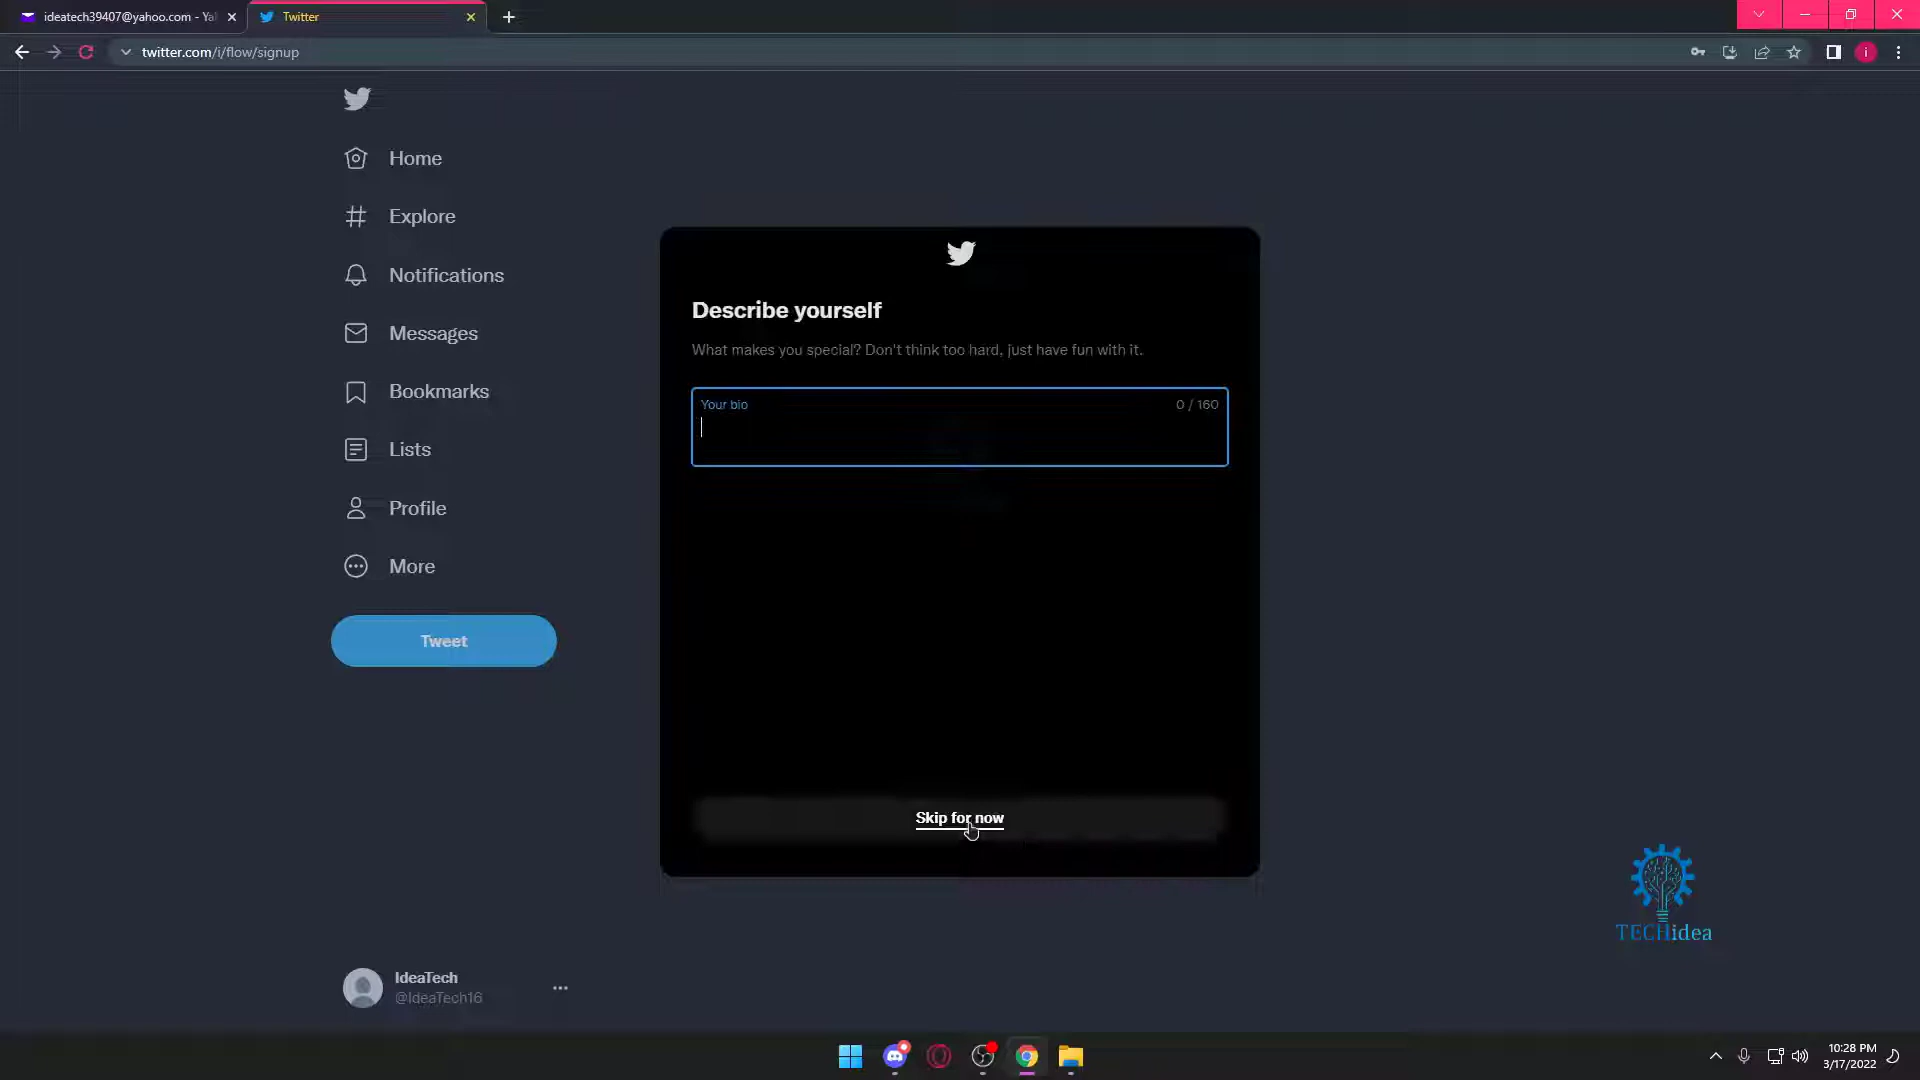 ideatech39407@yahoo.com - Ya
Twitter
twitter.com/i/flow/signup
i
Home
Explore
Notifications
Messages
Bookmarks
Lists
Profile
More
Tweet
Describe yourself
What makes you special? Don't think too hard, just have fun with it.
Your bio
0 / 160
Skip for now
TECHidea
IdeaTech
@IdeaTech16
10:28 PM
3/17/2022